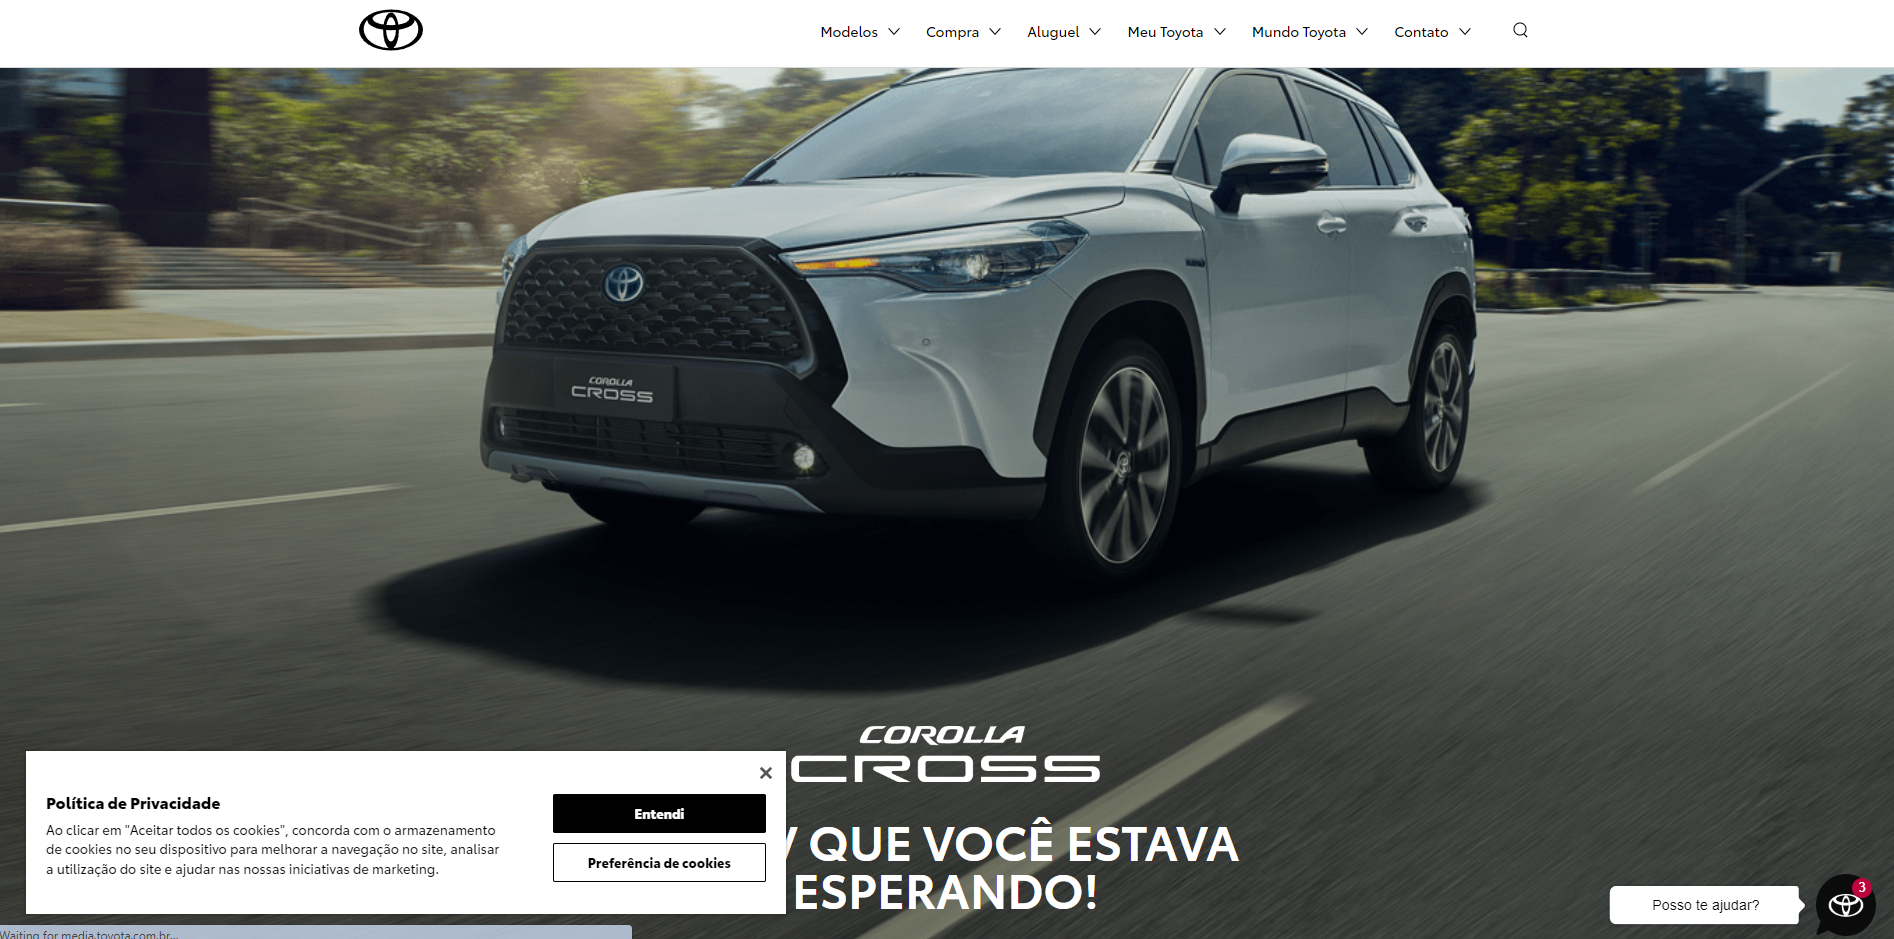 Modelos
Compra
Aluguel
Meu Toyota
Mundo Toyota
Contato
COROLLA
CROSS
COROLLA
CROSS
QUE VOCÊ ESTAVA
ESPERANDO!
Política de Privacidade
Ao clicar em "Aceitar todos os cookies", concorda com o armazenamento
de cookies no seu dispositivo para melhorar a navegação no site, analisar
a utilização do site e ajudar nas nossas iniciativas de marketing.
Entendi
Preferência de cookies
Posso te ajudar?
3
Waiting for media.toyota.com.br...